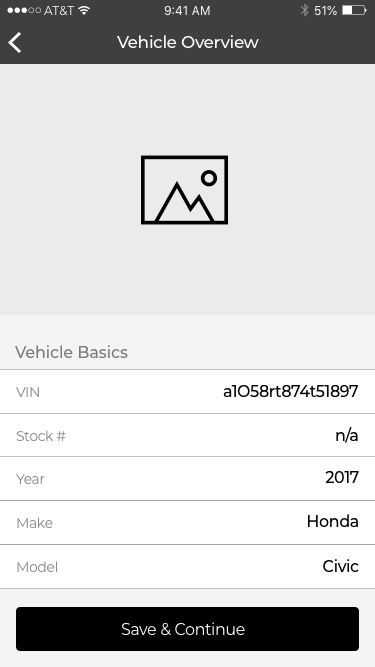 AT&T 9:41 AM 51%
Vehicle Overview
Vehicle Basics
VIN a1O58rt874t51897
Stock # n/a
Year 2017
Make Honda
Model Civic
Save & Continue